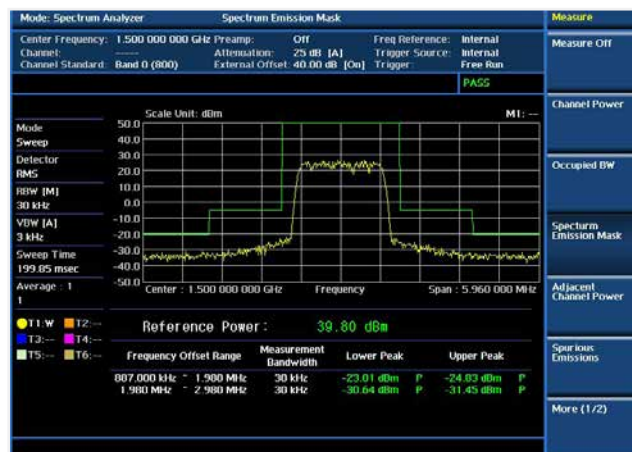 Mode: Spectrum Analyzer Spectrum Emission Mask
Measure
Center Frequency: 1.500 000 000 GHz Preamp: Off Freq Reference: Internal
Channel: ----- Attenuation: 25 dB [A] Trigger Source: Internal
Channel Standard: Band 0 (800) External Offset: 40.00 dB [On] Trigger: Free Run
PASS
Measure Off
Channel Power
Occupied BW
Specturm
Emission Mask
Adjacent
Channel Power
Spurious
Emissions
More (1/2)
Mode
Sweep
Detector
RMS
RBW [M]
30 kHz
VBW [A]
3 kHz
Sweep Time
199.85 msec
Average : 1
1
T1:W T2:--
T3:-- T4:--
T5:-- T6:--
Scale Unit: dBm M1: --
50.0
40.0
30.0
20.0
10.0
0.0
-10.0
-20.0
-30.0
-40.0
-50.0
Center : 1.500 000 000 GHz Frequency Span : 5.960 000 MHz
Reference Power: 39.80 dBm
Frequency Offset Range Measurement Bandwidth Lower Peak Upper Peak
887.000 kHz ~ 1.980 MHz 30 kHz -23.01 dBm P -24.83 dBm P
1.980 MHz ~ 2.980 MHz 30 kHz -30.64 dBm P -31.45 dBm P